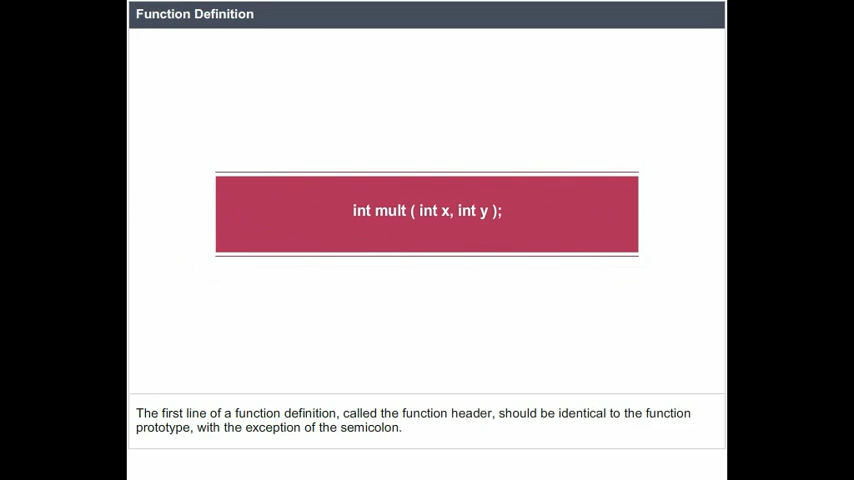 Function Definition
int mult ( int x, int y );
The first line of a function definition, called the function header, should be identical to the function
prototype, with the exception of the semicolon.